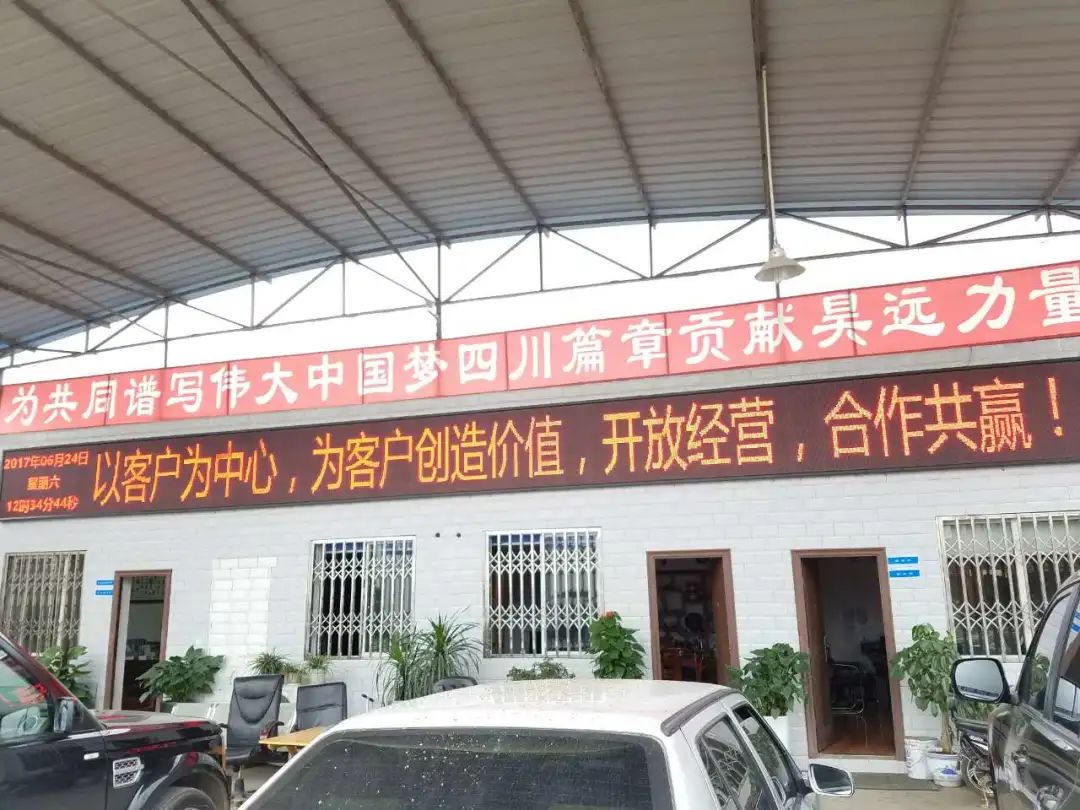 为共同谱写伟大中国梦四川篇章贡献昊远力量
2017年06月24日
星期六
12时34分44秒
以客户为中心，为客户创造价值，开放经营，合作共赢！